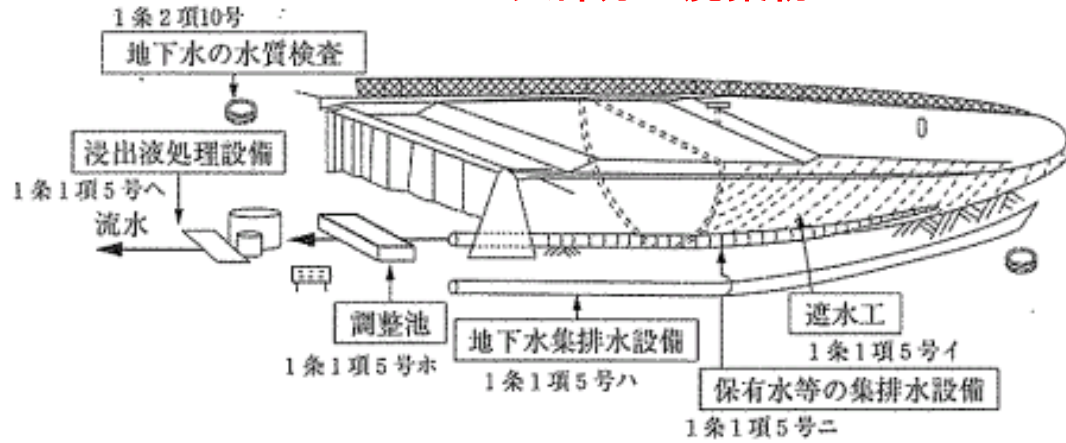 1条2項10号
地下水の水質検査
浸出液処理設備
1条1項5号ヘ
流水
調整池
1条1項5号ホ
地下水集排水設備
1条1項5号ハ
遮水工
1条1項5号イ
保有水等の集排水設備
1条1項5号ニ